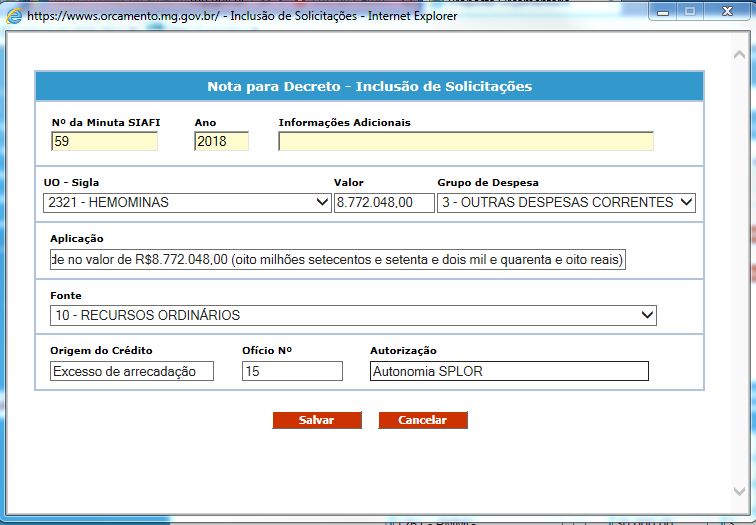 https://wwws.orcamento.mg.gov.br/ - Inclusão de Solicitações - Internet Explorer
Nota para Decreto - Inclusão de Solicitações
Nº da Minuta SIAFI Ano Informações Adicionais
59 2018
UO - Sigla Valor Grupo de Despesa
2321 - HEMOMINAS 8.772.048,00 3 - OUTRAS DESPESAS CORRENTES
Aplicação
de no valor de R$8.772.048,00 (oito milhões setecentos e setenta e dois mil e quarenta e oito reais)
Fonte
10 - RECURSOS ORDINÁRIOS
Origem do Crédito Ofício Nº Autorização
Excesso de arrecadação 15 Autonomia SPLOR
Salvar Cancelar